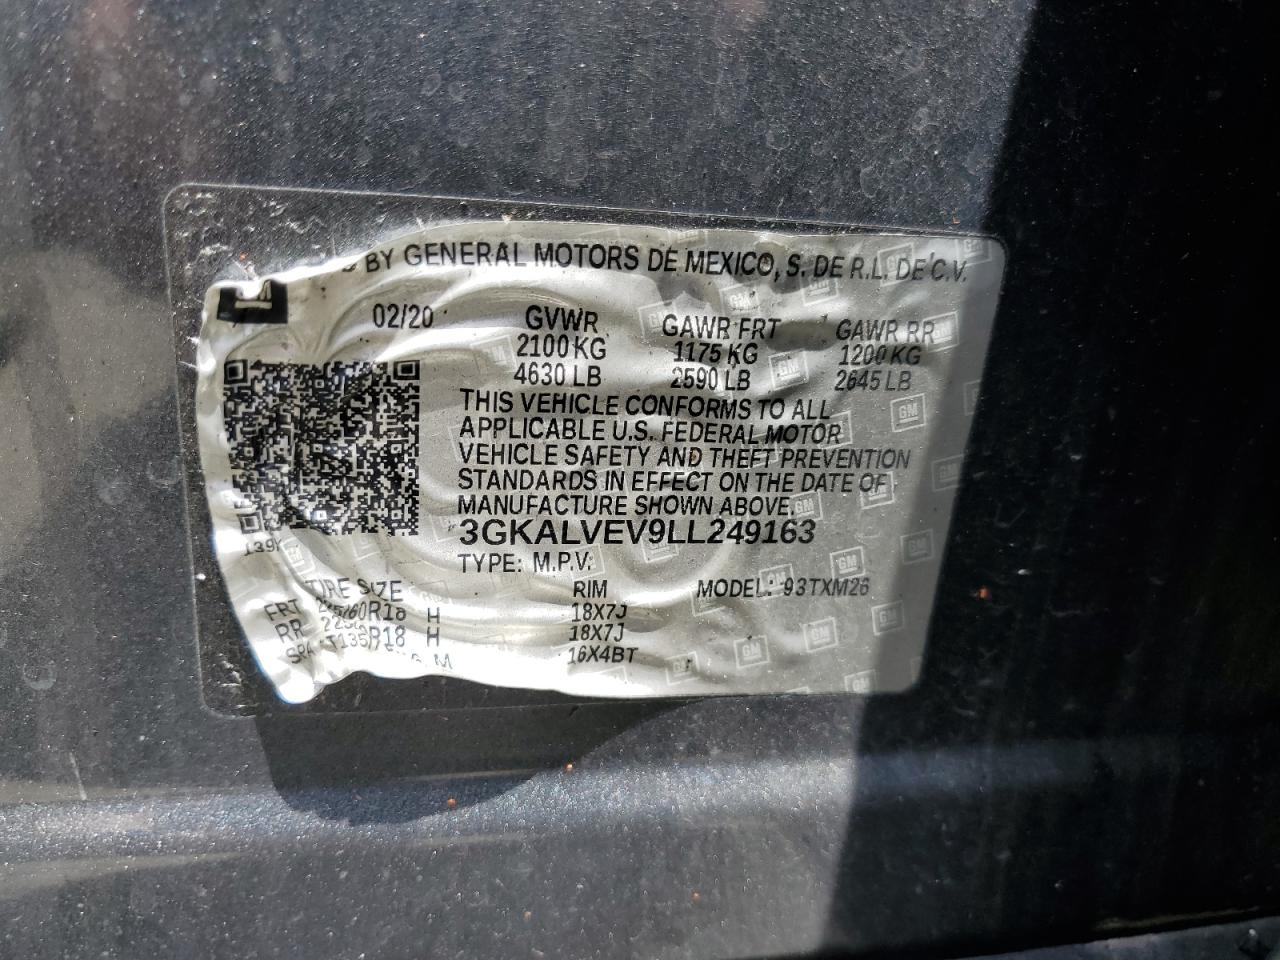 BY GENERAL MOTORS DE MEXICO, S. DE R.L. DE C.V.
02/20 GVWR GAWR FRT GAWR RR
2100 KG 1175 KG 1200 KG
4630 LB 2590 LB 2645 LB
THIS VEHICLE CONFORMS TO ALL
APPLICABLE U.S. FEDERAL MOTOR
VEHICLE SAFETY AND THEFT PREVENTION
STANDARDS IN EFFECT ON THE DATE OF
MANUFACTURE SHOWN ABOVE.
3GKALVEV9LL249163
139Y
TYPE: M.P.V.
TIRE SIZE RIM MODEL: 93TXM26
FRT H 18X7J
RR H 18X7J
16X4BT
GM